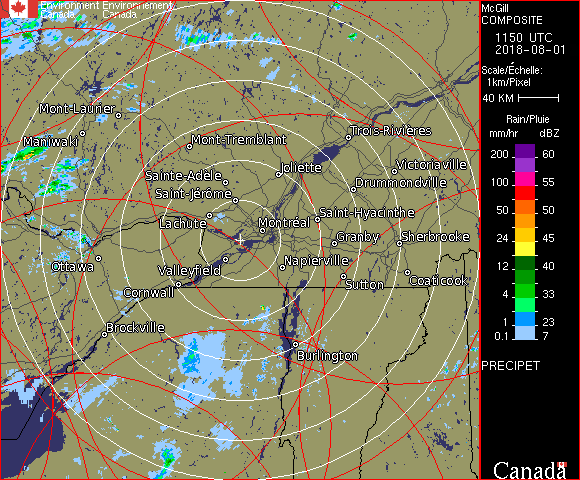 Environment Environnement
Canada Canada
McGill
COMPOSITE
1150 UTC
2018-08-01
Scale/Échelle:
1km/Pixel
40 KM
Rain/Pluie
mm/hr dBZ
200 60
100 55
50 50
24 45
12 40
4 33
1 23
0.1 7
PRECIPET
Canada
Mont-Laurier
Maniwaki
Mont-Tremblant
Trois-Rivières
Joliette
Victoriaville
Sainte-Adèle
Drummondville
Saint-Jérôme
Saint-Hyacinthe
Lachute
Montréal
Granby
Sherbrooke
Ottawa
Valleyfield
Napierville
Cornwall
Sutton
Coaticook
Brockville
Burlington